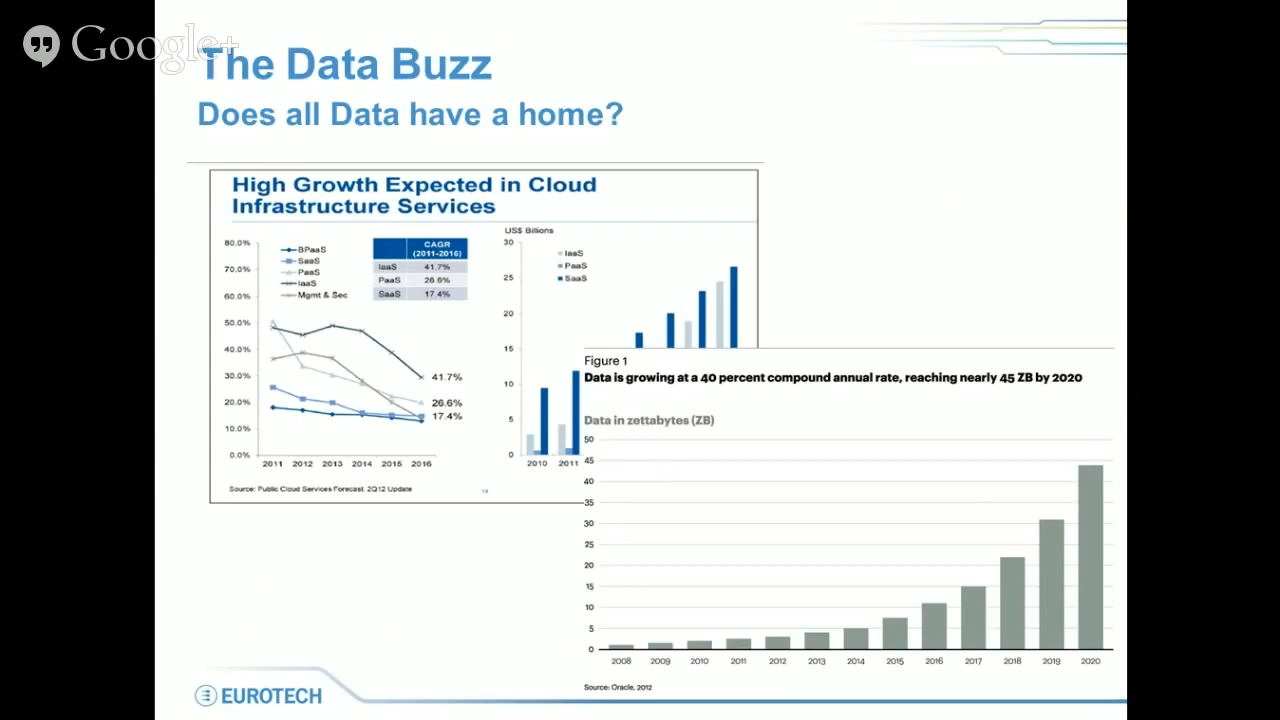 Google+
The Data Buzz
Does all Data have a home?
High Growth Expected in Cloud
Infrastructure Services
80.0%
70.0%
60.0%
50.0%
40.0%
30.0%
20.0%
10.0%
0.0%
BPaaS
SaaS
PaaS
IaaS
Mgmt & Sec
CAGR
(2011-2016)
IaaS 41.7%
PaaS 26.6%
SaaS 17.4%
41.7%
26.6%
17.4%
2011 2012 2013 2014 2015 2016
Source: Public Cloud Services Forecast, 2Q12 Update
US$ Billions
30
25
20
15
10
5
0
IaaS
PaaS
SaaS
2010 2011
Figure 1
Data is growing at a 40 percent compound annual rate, reaching nearly 45 ZB by 2020
Data in zettabytes (ZB)
50
45
40
35
30
25
20
15
10
5
0
2008 2009 2010 2011 2012 2013 2014 2015 2016 2017 2018 2019 2020
Source: Oracle, 2012
EUROTECH